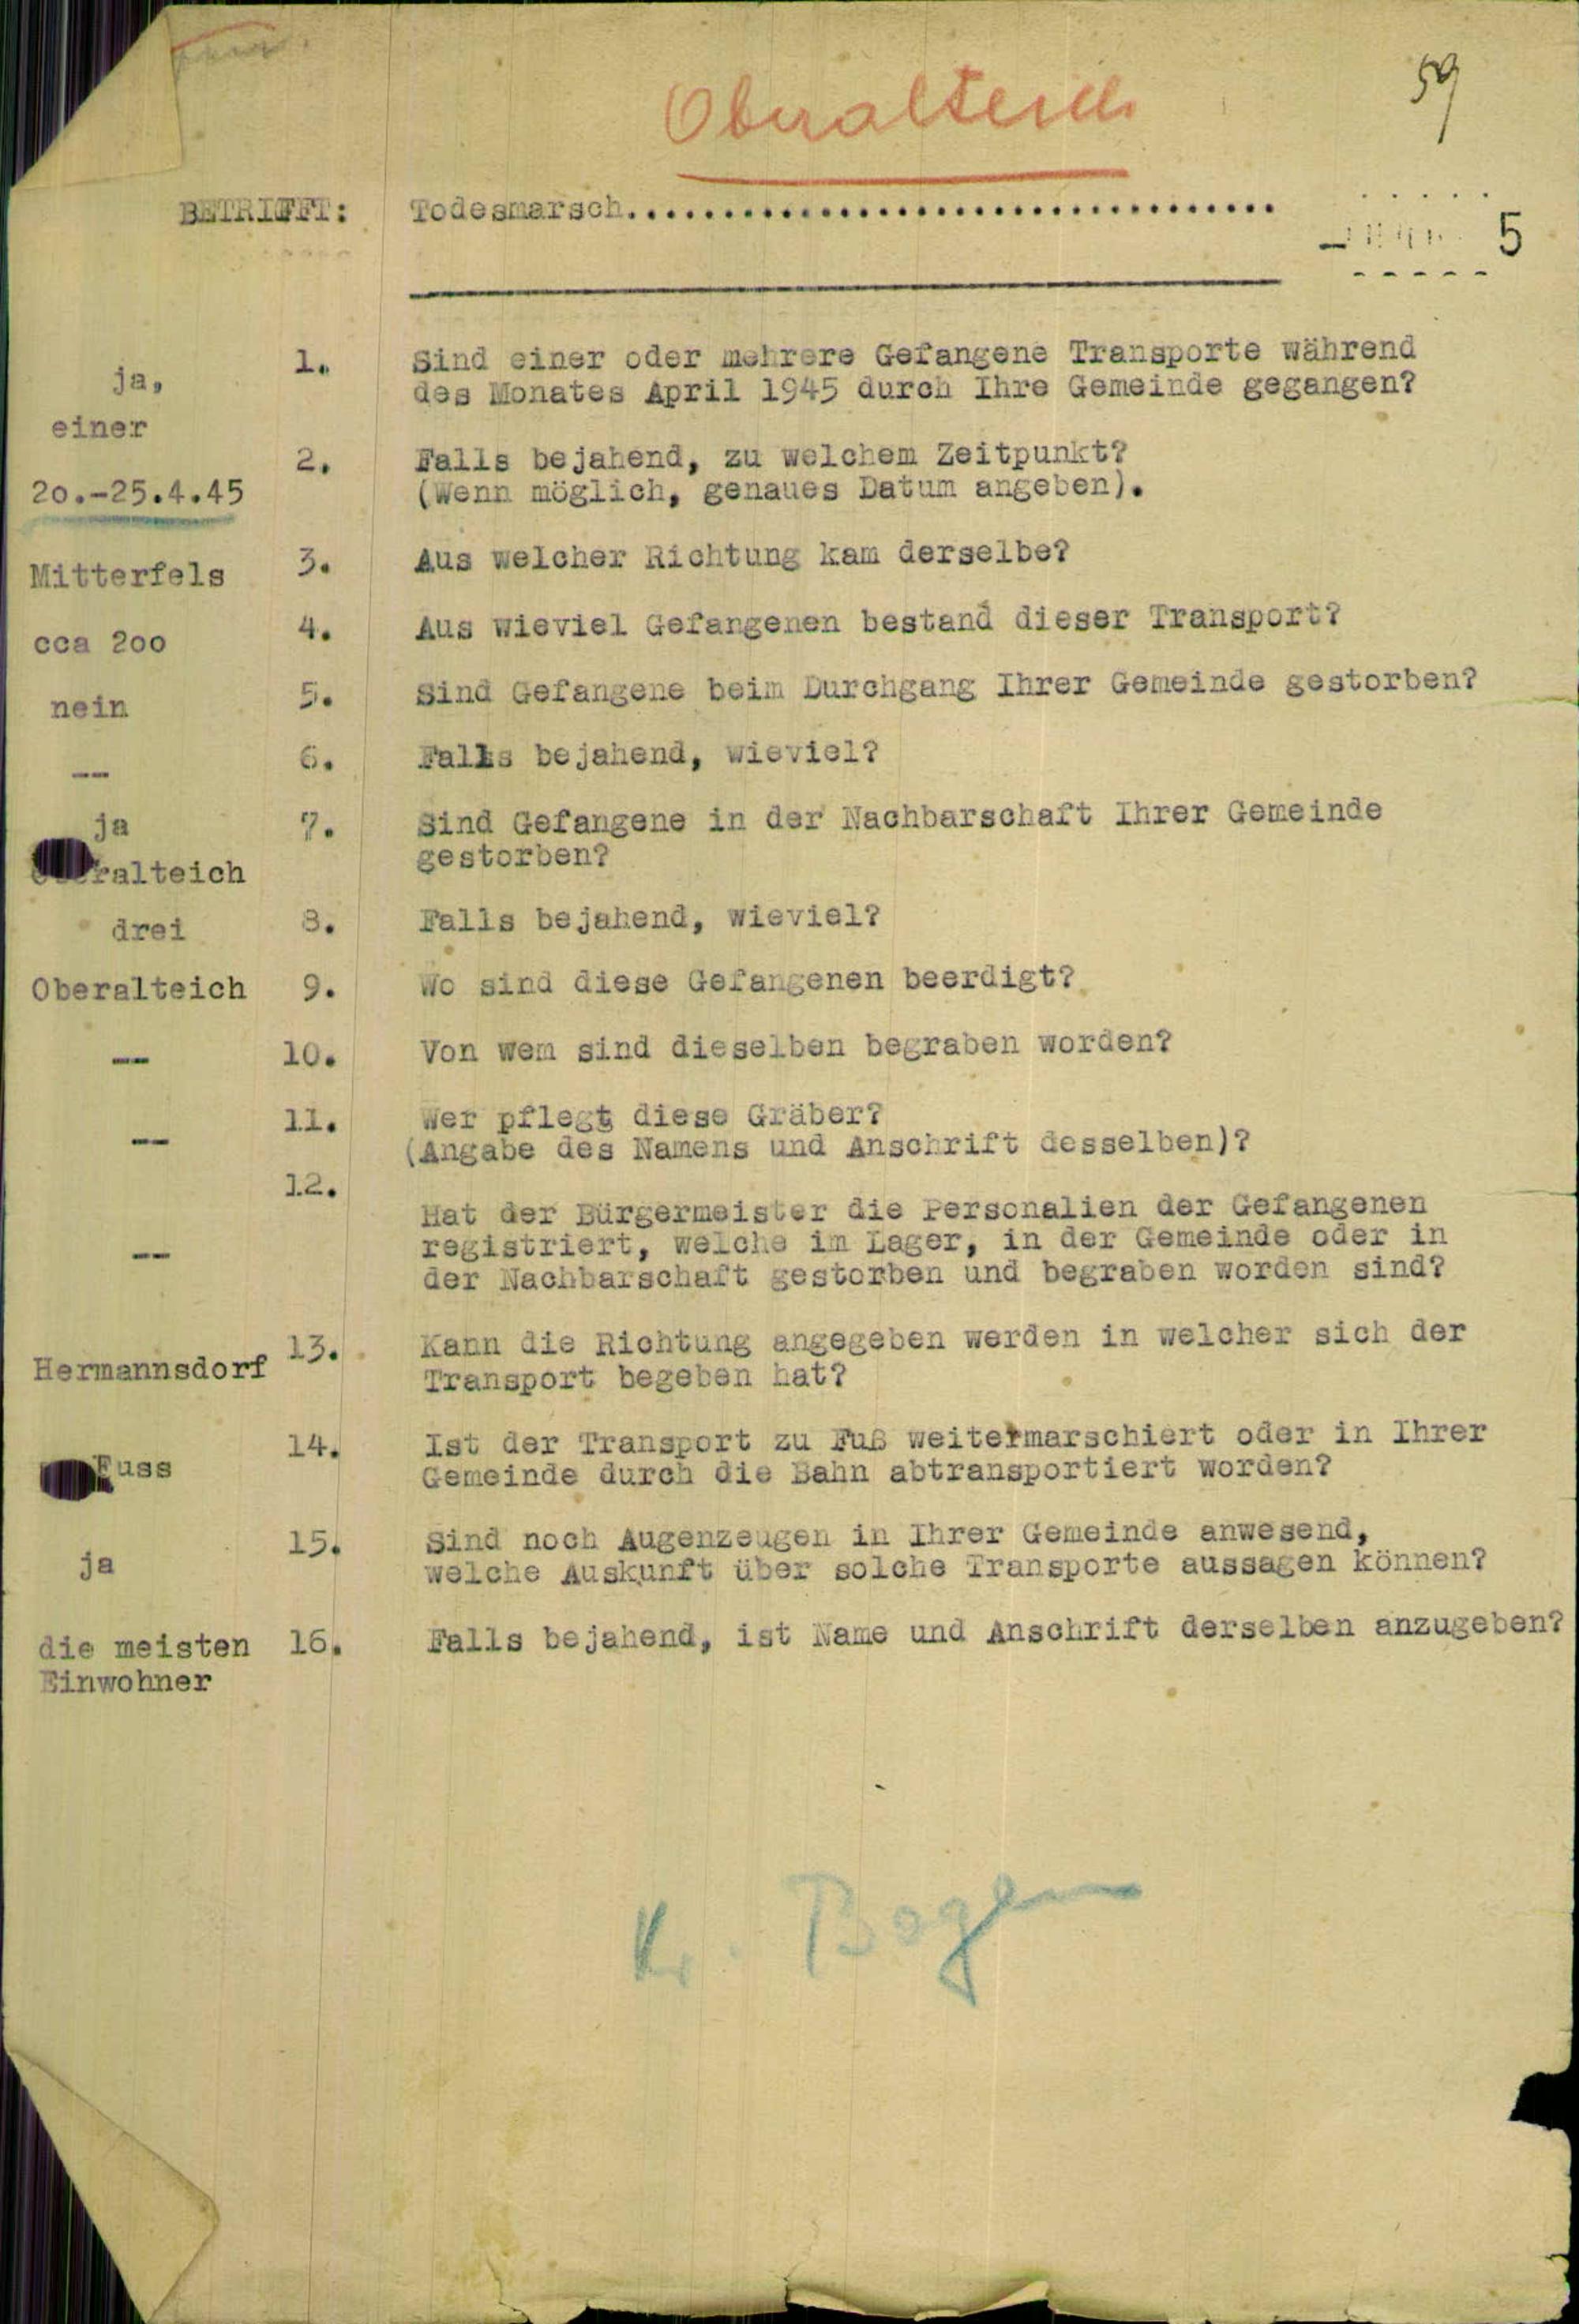 Oberalteich
59
BETRIFFT: Todesmarsch..................................
5
ja, 1. Sind einer oder mehrere Gefangene Transporte während
einer des Monates April 1945 durch Ihre Gemeinde gegangen?
2. Falls bejahend, zu welchem Zeitpunkt?
20.-25.4.45 (Wenn möglich, genaues Datum angeben).
Mitterfels 3. Aus welcher Richtung kam derselbe?
cca 200 4. Aus wieviel Gefangenen bestand dieser Transport?
nein 5. Sind Gefangene beim Durchgang Ihrer Gemeinde gestorben?
-- 6. Falls bejahend, wieviel?
ja 7. Sind Gefangene in der Nachbarschaft Ihrer Gemeinde
ralteich gestorben?
drei 8. Falls bejahend, wieviel?
Oberalteich 9. Wo sind diese Gefangenen beerdigt?
-- 10. Von wem sind dieselben begraben worden?
11. Wer pflegt diese Gräber?
-- (Angabe des Namens und Anschrift desselben)?
12.
Hat der Bürgermeister die Personalien der Gefangenen
-- registriert, welche im Lager, in der Gemeinde oder in
der Nachbarschaft gestorben und begraben worden sind?
13. Kann die Richtung angegeben werden in welcher sich der
Hermannsdorf Transport begeben hat?
14. Ist der Transport zu Fuß weitermarschiert oder in Ihrer
Fuss Gemeinde durch die Bahn abtransportiert worden?
15. Sind noch Augenzeugen in Ihrer Gemeinde anwesend,
ja welche Auskunft über solche Transporte aussagen können?
die meisten 16. Falls bejahend, ist Name und Anschrift derselben anzugeben?
Einwohner
Kr. Bogen